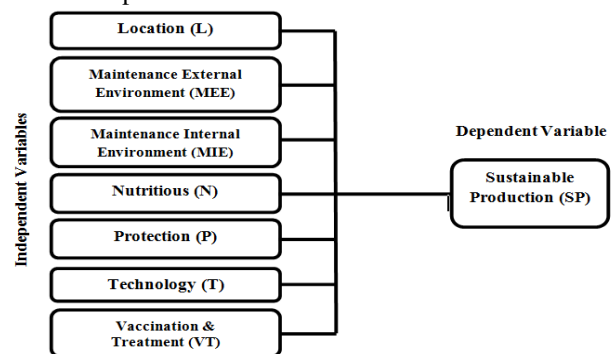 Location (L)
Maintenance External
Environment (MEE)
Maintenance Internal
Environment (MIE)
Nutritious (N)
Protection (P)
Technology (T)
Vaccination &
Treatment (VT)
Independent Variables
Dependent Variable
Sustainable
Production (SP)